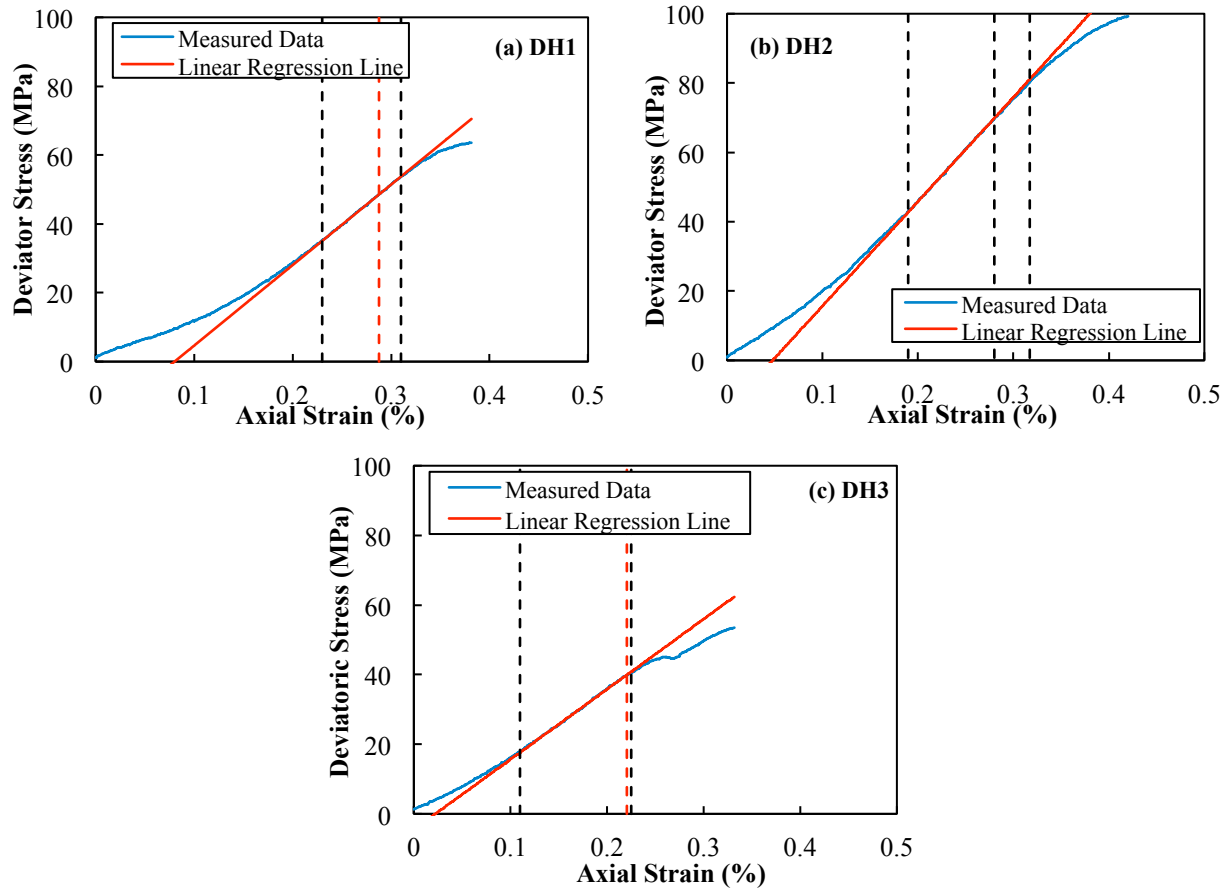 100
80
60
40
20
0
Deviator Stress (MPa)
Measured Data
Linear Regression Line
(a) DH1
0 0.1 0.2 0.3 0.4 0.5
Axial Strain (%)
100
80
60
40
20
0
Deviator Stress (MPa)
(b) DH2
Measured Data
Linear Regression Line
0 0.1 0.2 0.3 0.4 0.5
Axial Strain (%)
100
80
60
40
20
0
Deviatoric Stress (MPa)
Measured Data
Linear Regression Line
(c) DH3
0 0.1 0.2 0.3 0.4 0.5
Axial Strain (%)